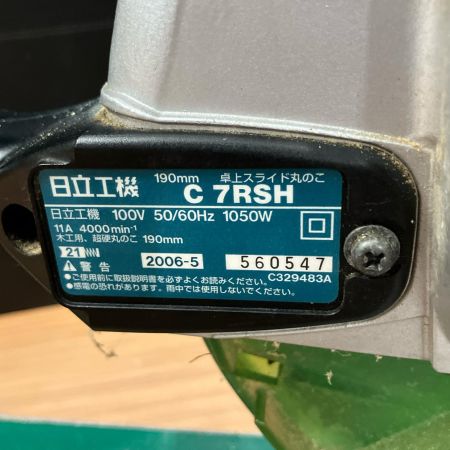 190mm 卓上スライド丸のこ
日立工機 C 7RSH
日立工機 100V 50/60Hz 1050W
11A 4000min⁻¹
木工用、超硬丸のこ 190mm
21 2006-5 560547
警告 C329483A
●ご使用前に取扱説明書を必ずよくお読みください。
●感電の恐れがあります。雨中では使用しないでください。